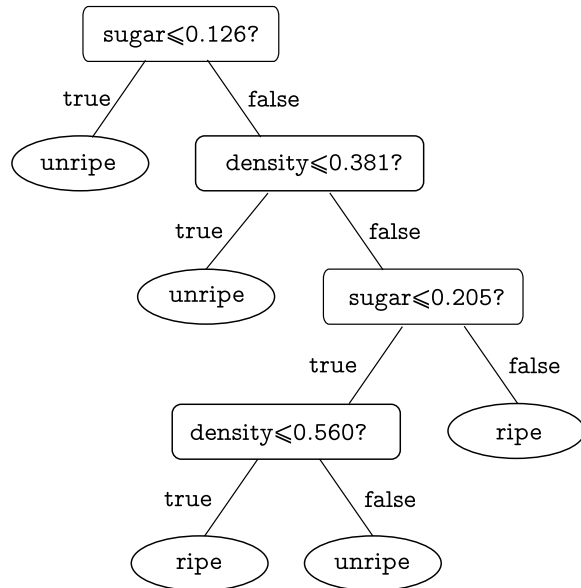 sugar⩽0.126?
true
false
unripe
density⩽0.381?
true
false
unripe
sugar⩽0.205?
true
false
density⩽0.560?
ripe
true
false
ripe
unripe